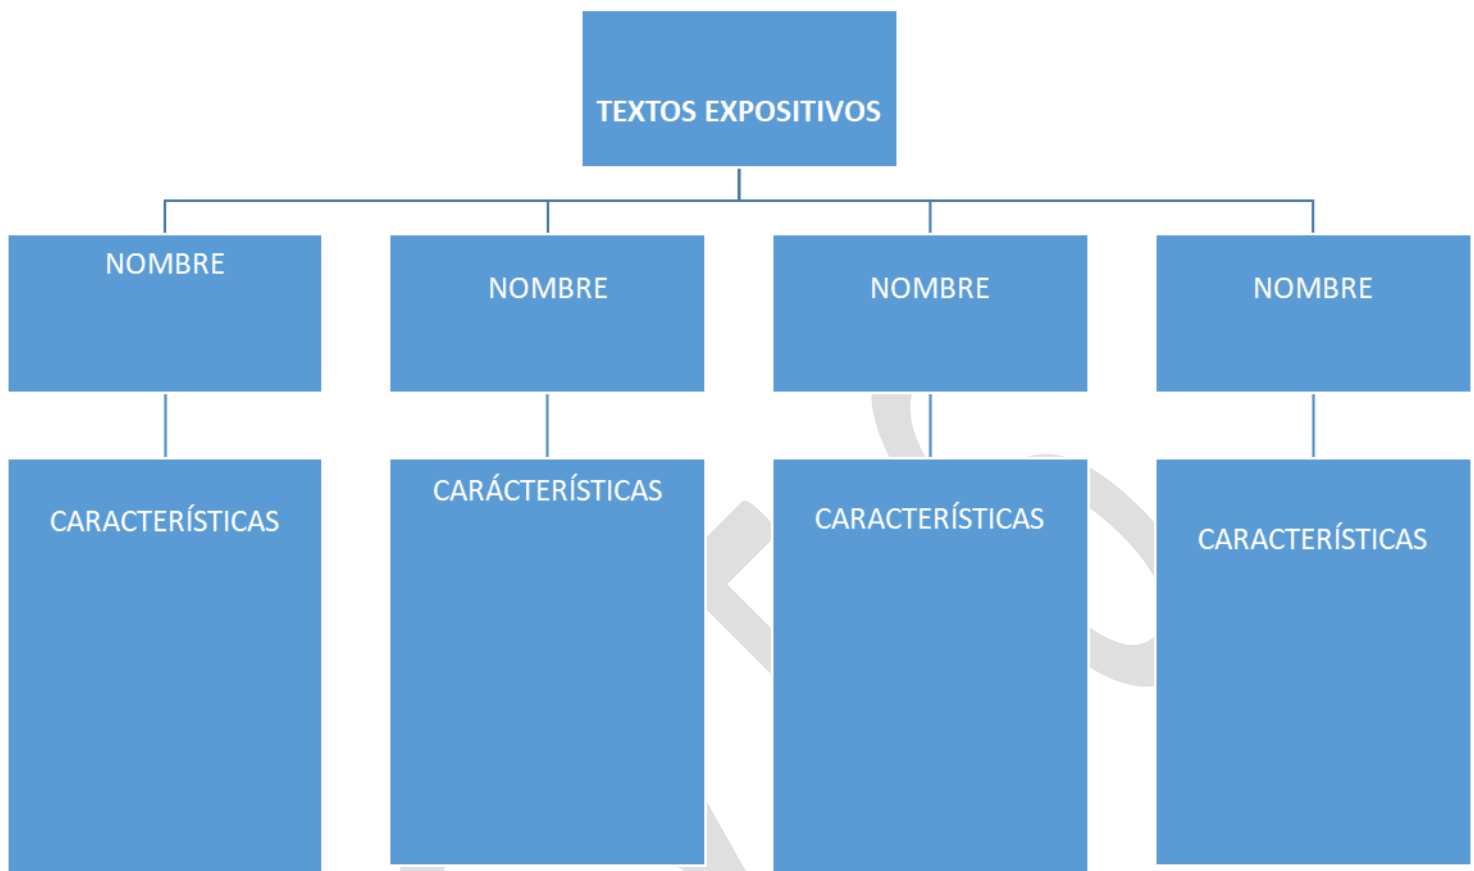 TEXTOS EXPOSITIVOS
NOMBRE
NOMBRE
NOMBRE
NOMBRE
CARACTERÍSTICAS
CARÁCTERÍSTICAS
CARACTERÍSTICAS
CARACTERÍSTICAS